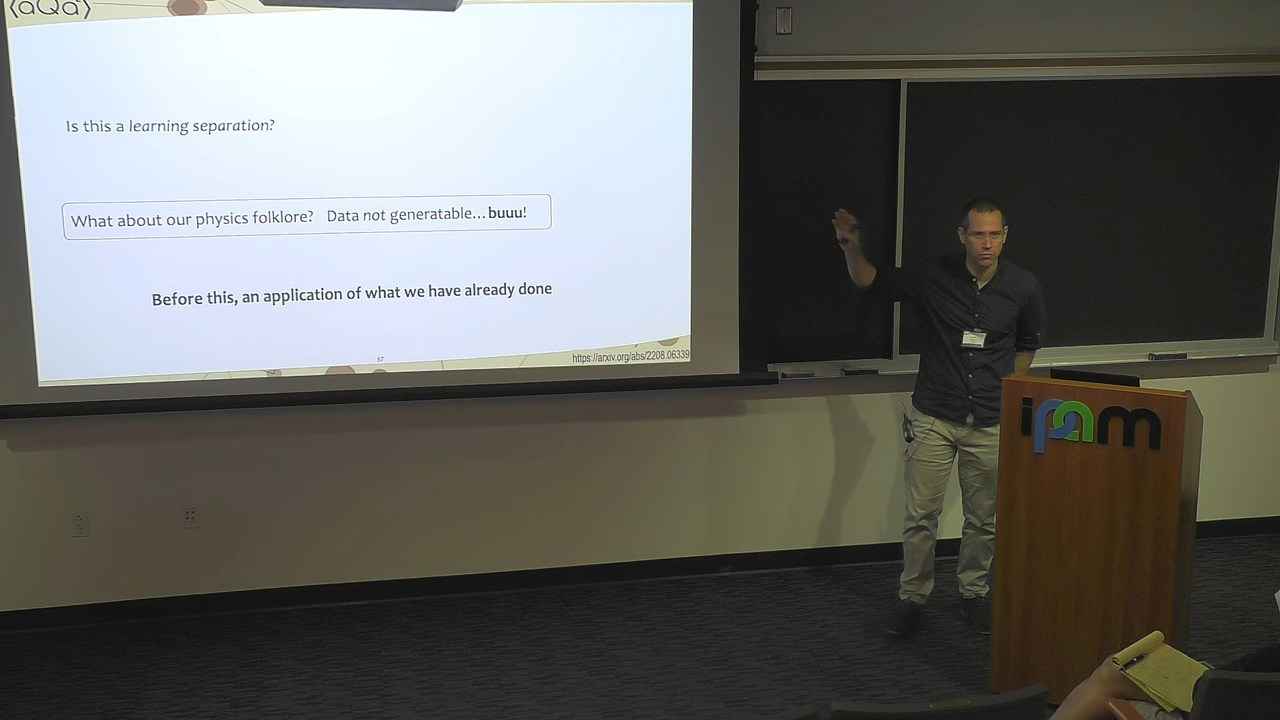 ⟨aQa⟩
Is this a learning separation?
What about our physics folklore? Data not generatable... buuu!
Before this, an application of what we have already done
57
https://arxiv.org/abs/2208.06339
ipam